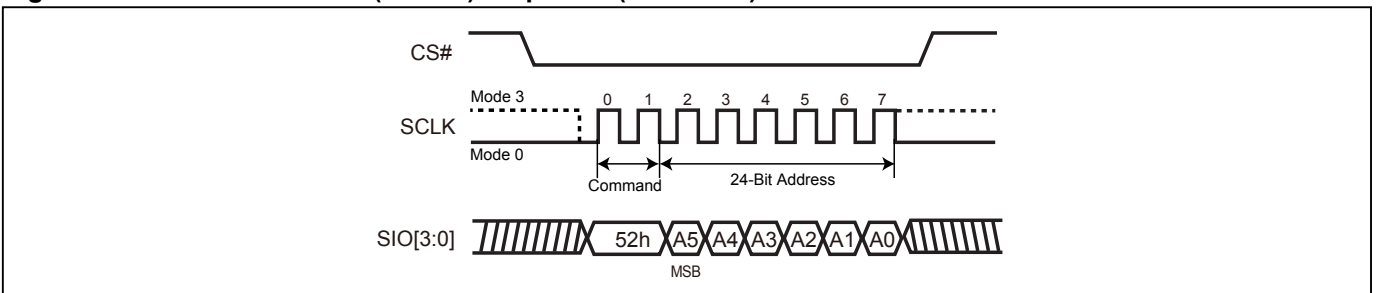 CS#
Mode 3
0 1 2 3 4 5 6 7
SCLK
Mode 0
Command
24-Bit Address
SIO[3:0]
52h A5 A4 A3 A2 A1 A0
MSB